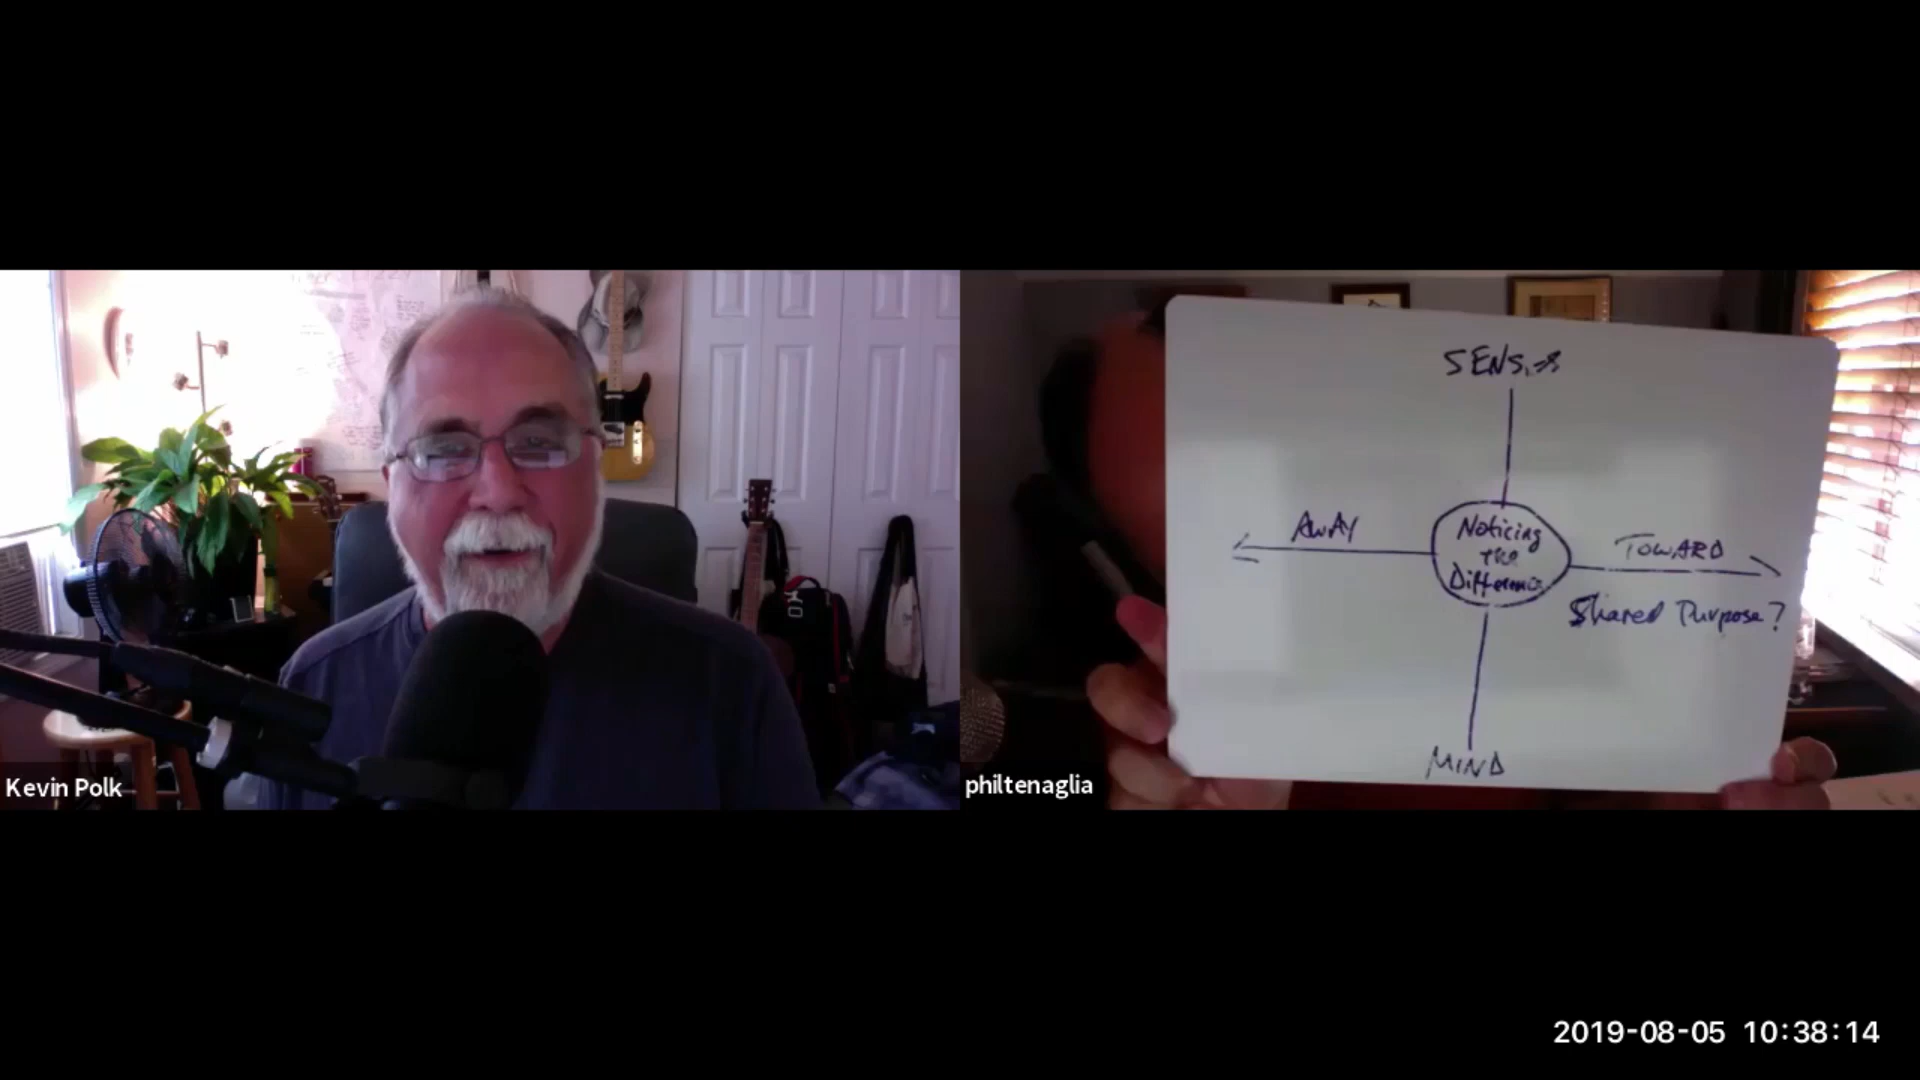 SENSES
AWAY
Noticing
THE
Difference
TOWARD
Shared Purpose?
MIND
Kevin Polk
philtenaglia
2019-08-05 10:38:14